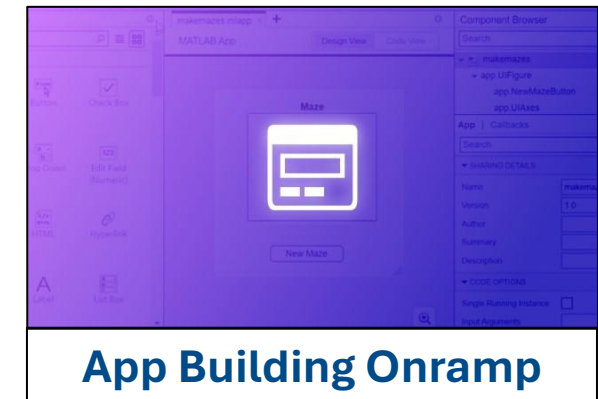 makemazes.mlapp × +
MATLAB App
Design View
Code View
Component Browser
Search
makemazes
app.UIFigure
app.NewMazeButton
app.UIAxes
App | Callbacks
Search
SHARING DETAILS
Name
Version 1.0
Author
Summary
Description
CODE OPTIONS
Single Running Instance
Input Arguments
Button
Check Box
Edit Field
(Numeric)
HTML
Hyperlink
Label
List Box
Maze
New Maze
App Building Onramp